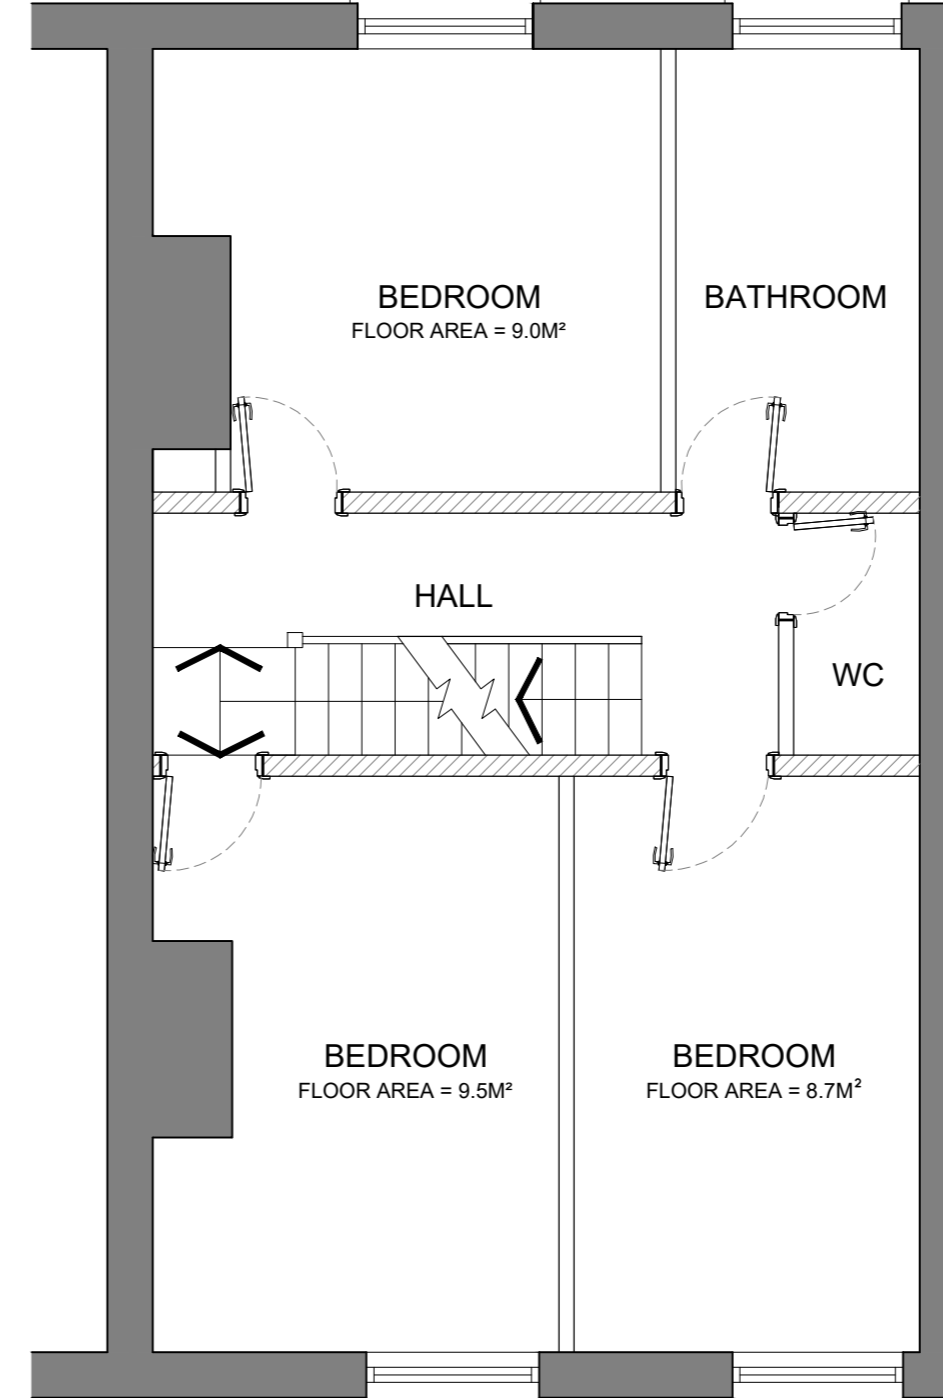 BEDROOM
FLOOR AREA = 9.0M²
BATHROOM
HALL
WC
BEDROOM
FLOOR AREA = 9.5M²
BEDROOM
FLOOR AREA = 8.7M²